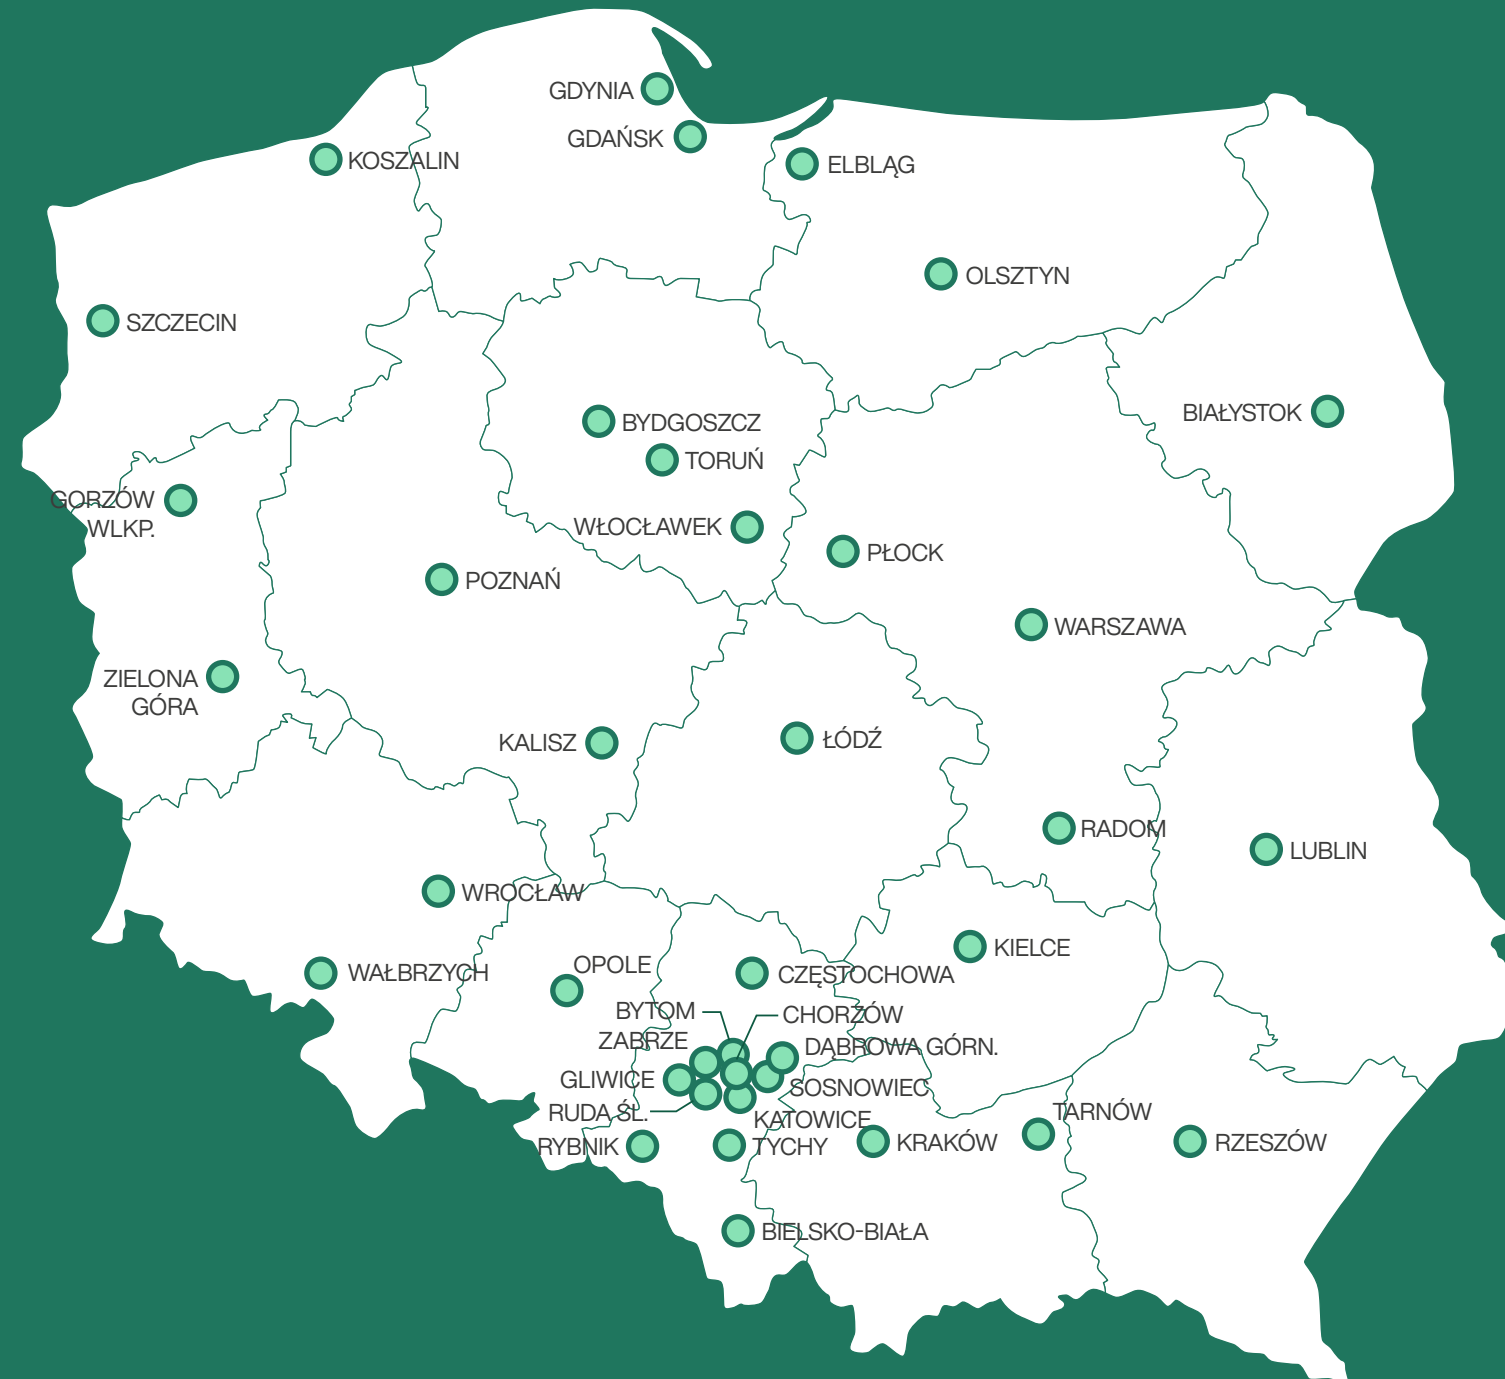 GDYNIA
GDAŃSK
KOSZALIN
ELBLĄG
OLSZTYN
SZCZECIN
BIAŁYSTOK
BYDGOSZCZ
TORUŃ
GORZÓW
WLKP.
WŁOCŁAWEK
PŁOCK
POZNAŃ
WARSZAWA
ZIELONA
GÓRA
KALISZ
ŁÓDŹ
RADOM
LUBLIN
WROCŁAW
KIELCE
OPOLE
WAŁBRZYCH
CZĘSTOCHOWA
BYTOM
CHORZÓW
ZABRZE
DĄBROWA GÓRN.
GLIWICE
SOSNOWIEC
RUDA ŚL.
KATOWICE
TARNÓW
RYBNIK
TYCHY
KRAKÓW
RZESZÓW
BIELSKO-BIAŁA